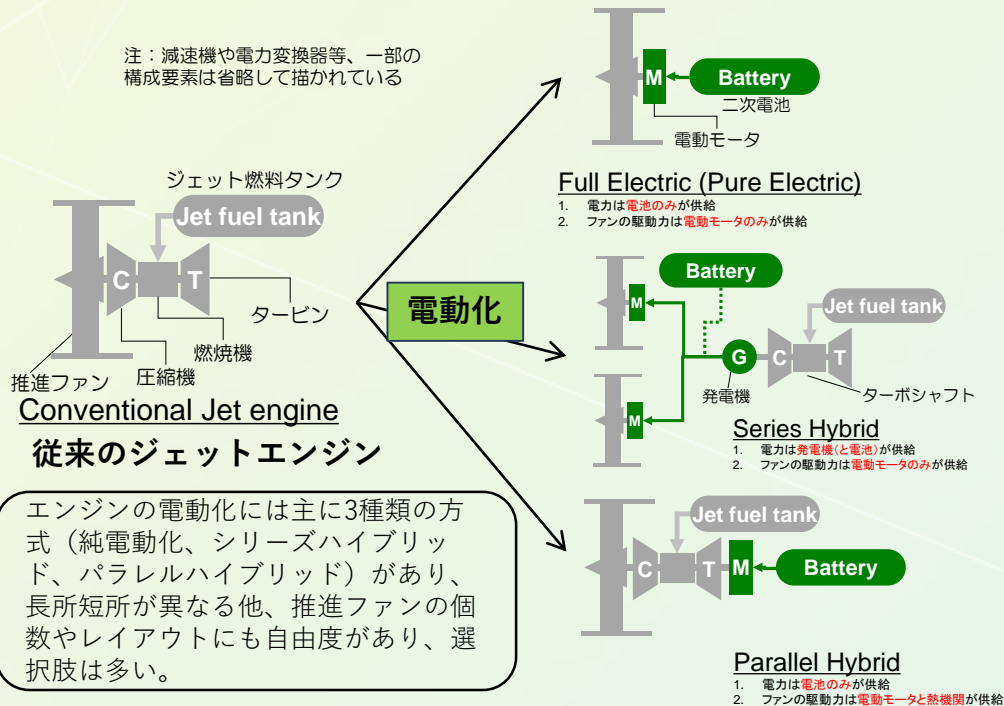 注：減速機や電力変換器等、一部の
構成要素は省略して描かれている
M
Battery
二次電池
電動モータ
Full Electric (Pure Electric)
1. 電力は電池のみが供給
2. ファンの駆動力は電動モータのみが供給
ジェット燃料タンク
Jet fuel tank
C
T
タービン
燃焼機
圧縮機
推進ファン
Conventional Jet engine
従来のジェットエンジン
電動化
Battery
M
M
G
発電機
Jet fuel tank
C
T
ターボシャフト
Series Hybrid
1. 電力は発電機(と電池)が供給
2. ファンの駆動力は電動モータのみが供給
エンジンの電動化には主に3種類の方
式（純電動化、シリーズハイブリッ
ド、パラレルハイブリッド）があり、
長所短所が異なる他、推進ファンの個
数やレイアウトにも自由度があり、選
択肢は多い。
Jet fuel tank
C
T
M
Battery
Parallel Hybrid
1. 電力は電池のみが供給
2. ファンの駆動力は電動モータと熱機関が供給